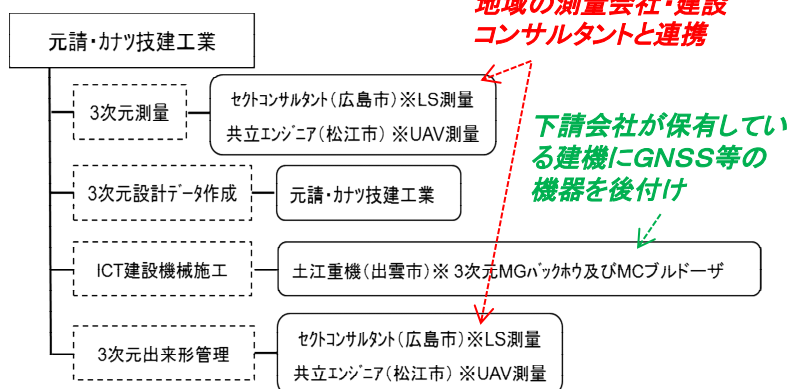 地域の測量会社・建設
コンサルタントと連携
元請・カナツ技建工業
3次元測量
ｾｸﾄｺﾝｻﾙﾀﾝﾄ（広島市）※LS測量
共立ｴﾝｼﾞﾆｱ（松江市）※UAV測量
下請会社が保有してい
る建機にGNSS等の
機器を後付け
3次元設計ﾃﾞｰﾀ作成
元請・ｶﾅﾂ技建工業
ICT建設機械施工
土江重機（出雲市）※３次元MGﾊﾞｯｸﾎｳ及びMCﾌﾞﾙﾄﾞｰｻﾞ
3次元出来形管理
ｾｸﾄｺﾝｻﾙﾀﾝﾄ（広島市）※LS測量
共立ｴﾝｼﾞﾆｱ（松江市）※UAV測量